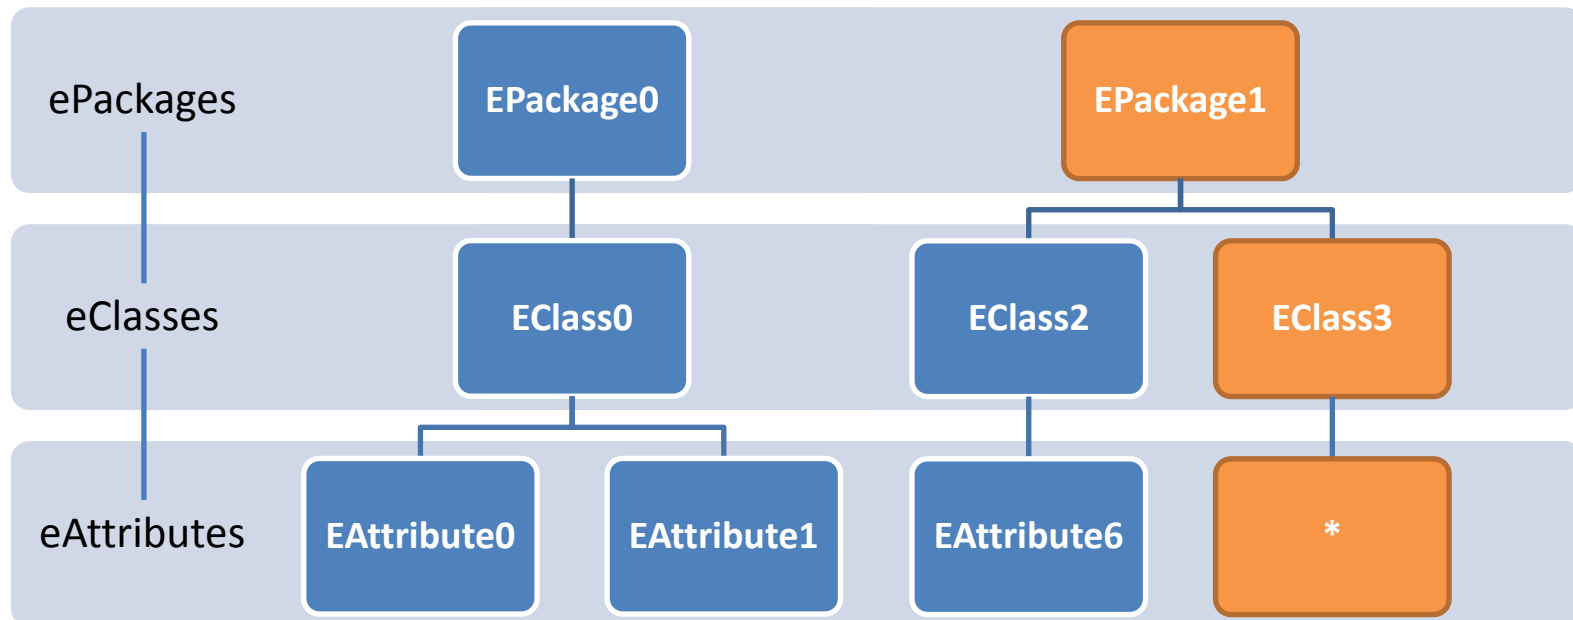 ePackages
EPackage0
EPackage1
eClasses
EClass0
EClass2
EClass3
eAttributes
EAttribute0
EAttribute1
EAttribute6
*